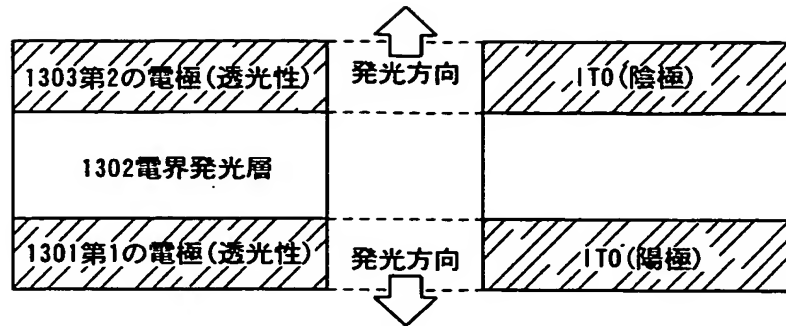 1303第2の電極(透光性)
発光方向
ITO(陰極)
1302電界発光層
1301第1の電極(透光性)
発光方向
ITO(陽極)